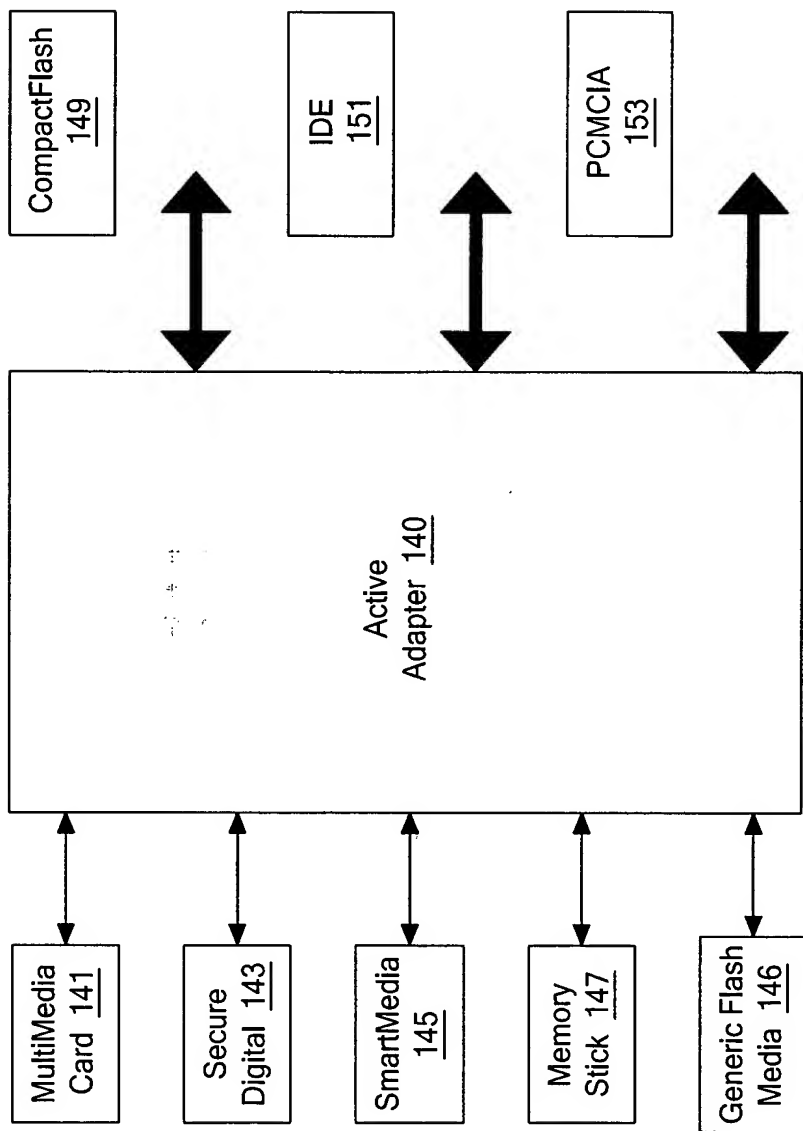 MultiMedia
Card 141
Secure
Digital 143
SmartMedia
145
Memory
Stick 147
Generic Flash
Media 146
Active
Adapter 140
CompactFlash
149
IDE
151
PCMCIA
153